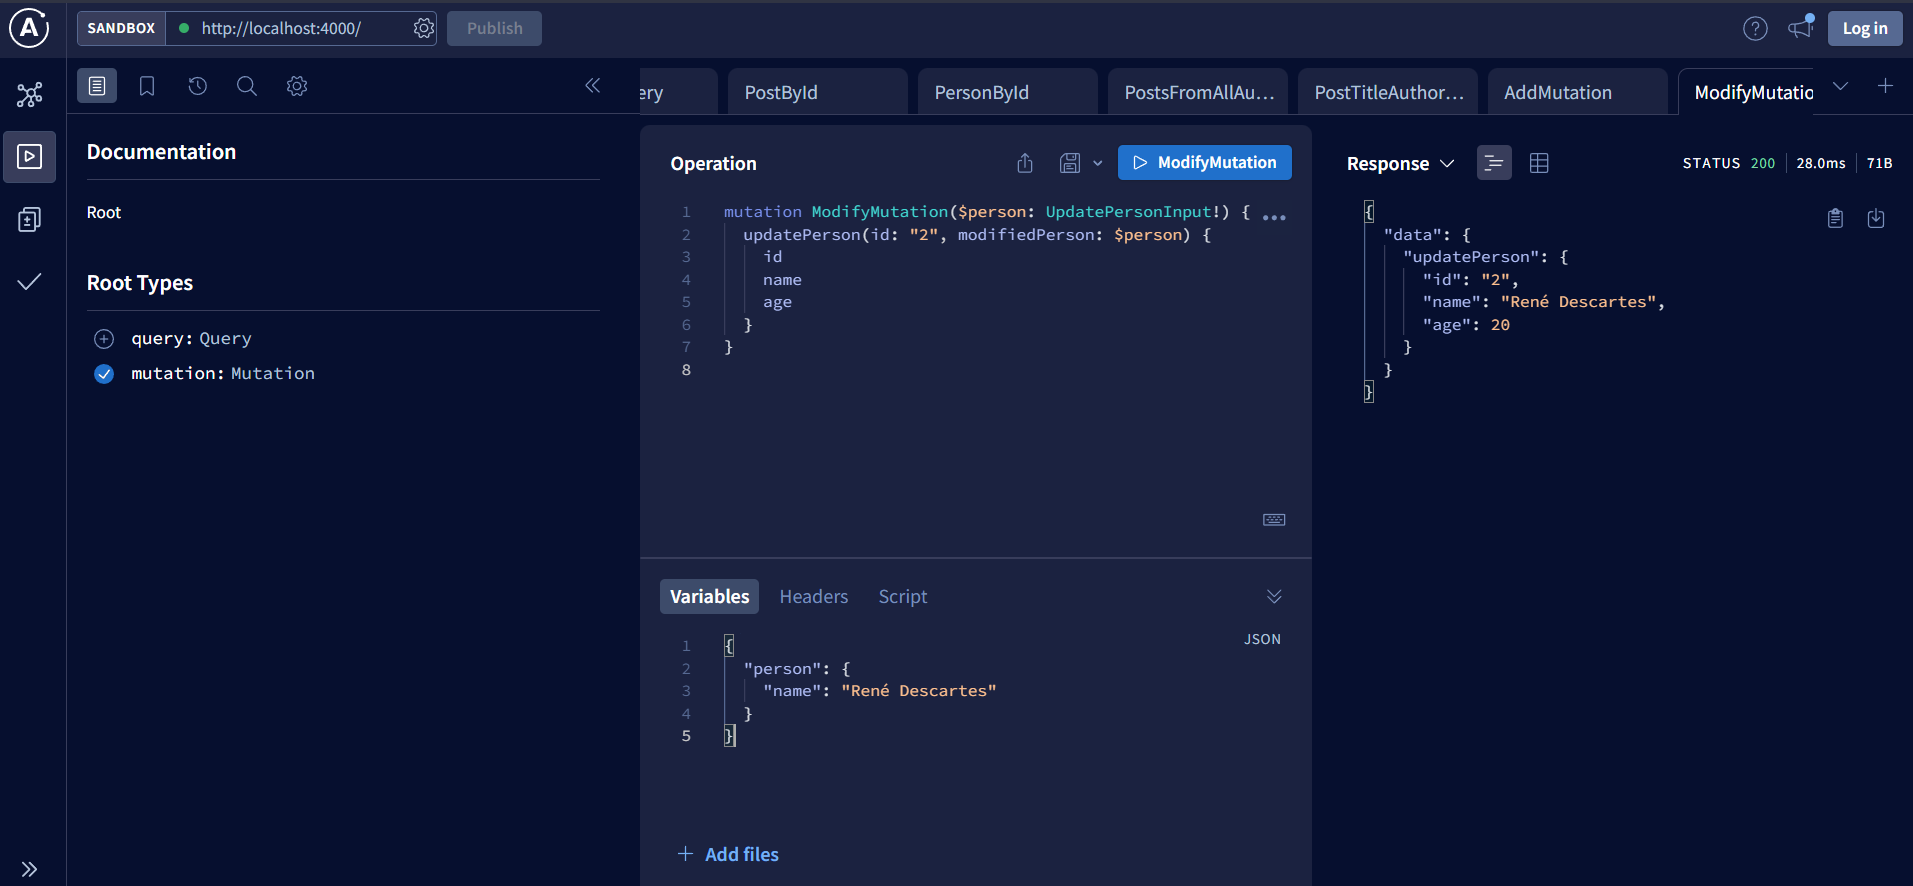 SANDBOX http://localhost:4000/ Publish Log in
ery PostById PersonById PostsFromAllAu... PostTitleAuthor... AddMutation ModifyMutatio
Documentation
Root
Root Types
query: Query
mutation: Mutation
Operation ModifyMutation
1 mutation ModifyMutation($person: UpdatePersonInput!) { ...
2 updatePerson(id: "2", modifiedPerson: $person) {
3 id
4 name
5 age
6 }
7 }
8
Variables Headers Script
JSON
1 {
2 "person": {
3 "name": "René Descartes"
4 }
5 }
+ Add files
Response STATUS 200 28.0ms 71B
{
"data": {
"updatePerson": {
"id": "2",
"name": "René Descartes",
"age": 20
}
}
}